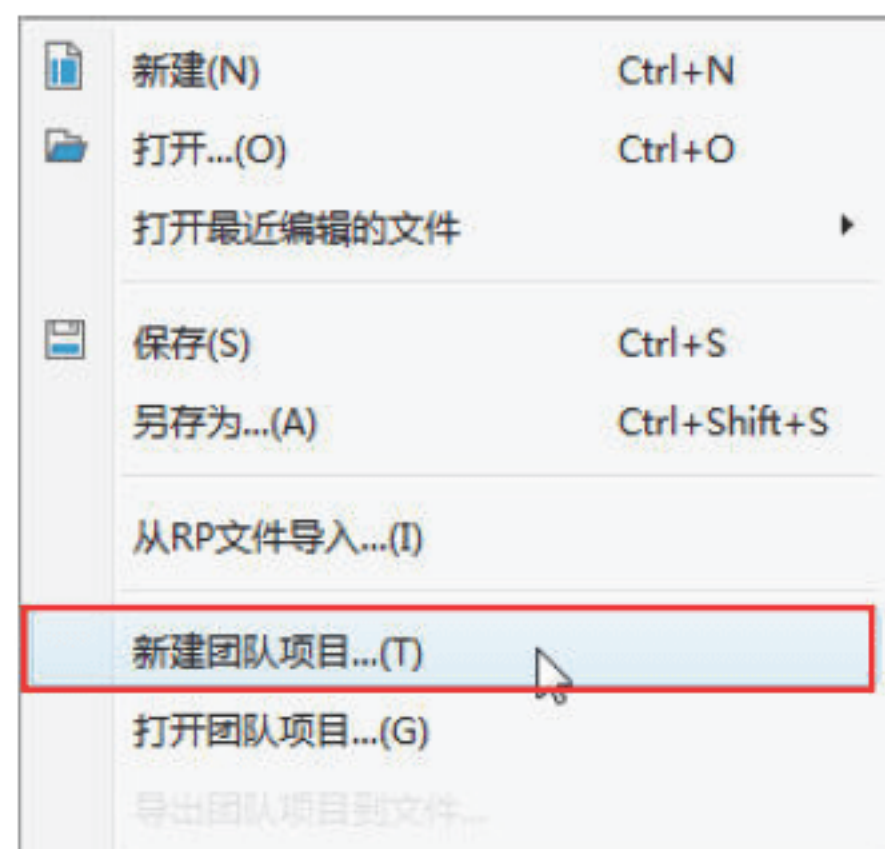 新建(N) Ctrl+N
打开...(O) Ctrl+O
打开最近编辑的文件
保存(S) Ctrl+S
另存为...(A) Ctrl+Shift+S
从RP文件导入...(I)
新建团队项目...(T)
打开团队项目...(G)
导出团队项目到文件...